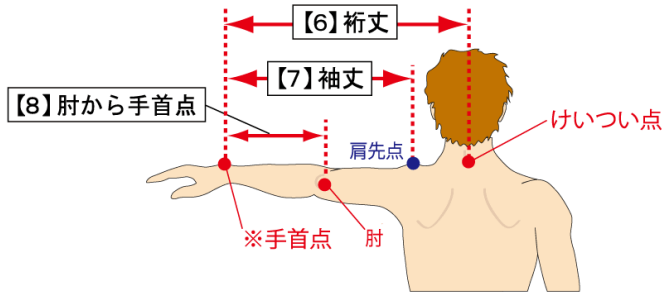 【6】裄丈
【7】袖丈
【8】肘から手首点
けいつい点
肩先点
※手首点
肘